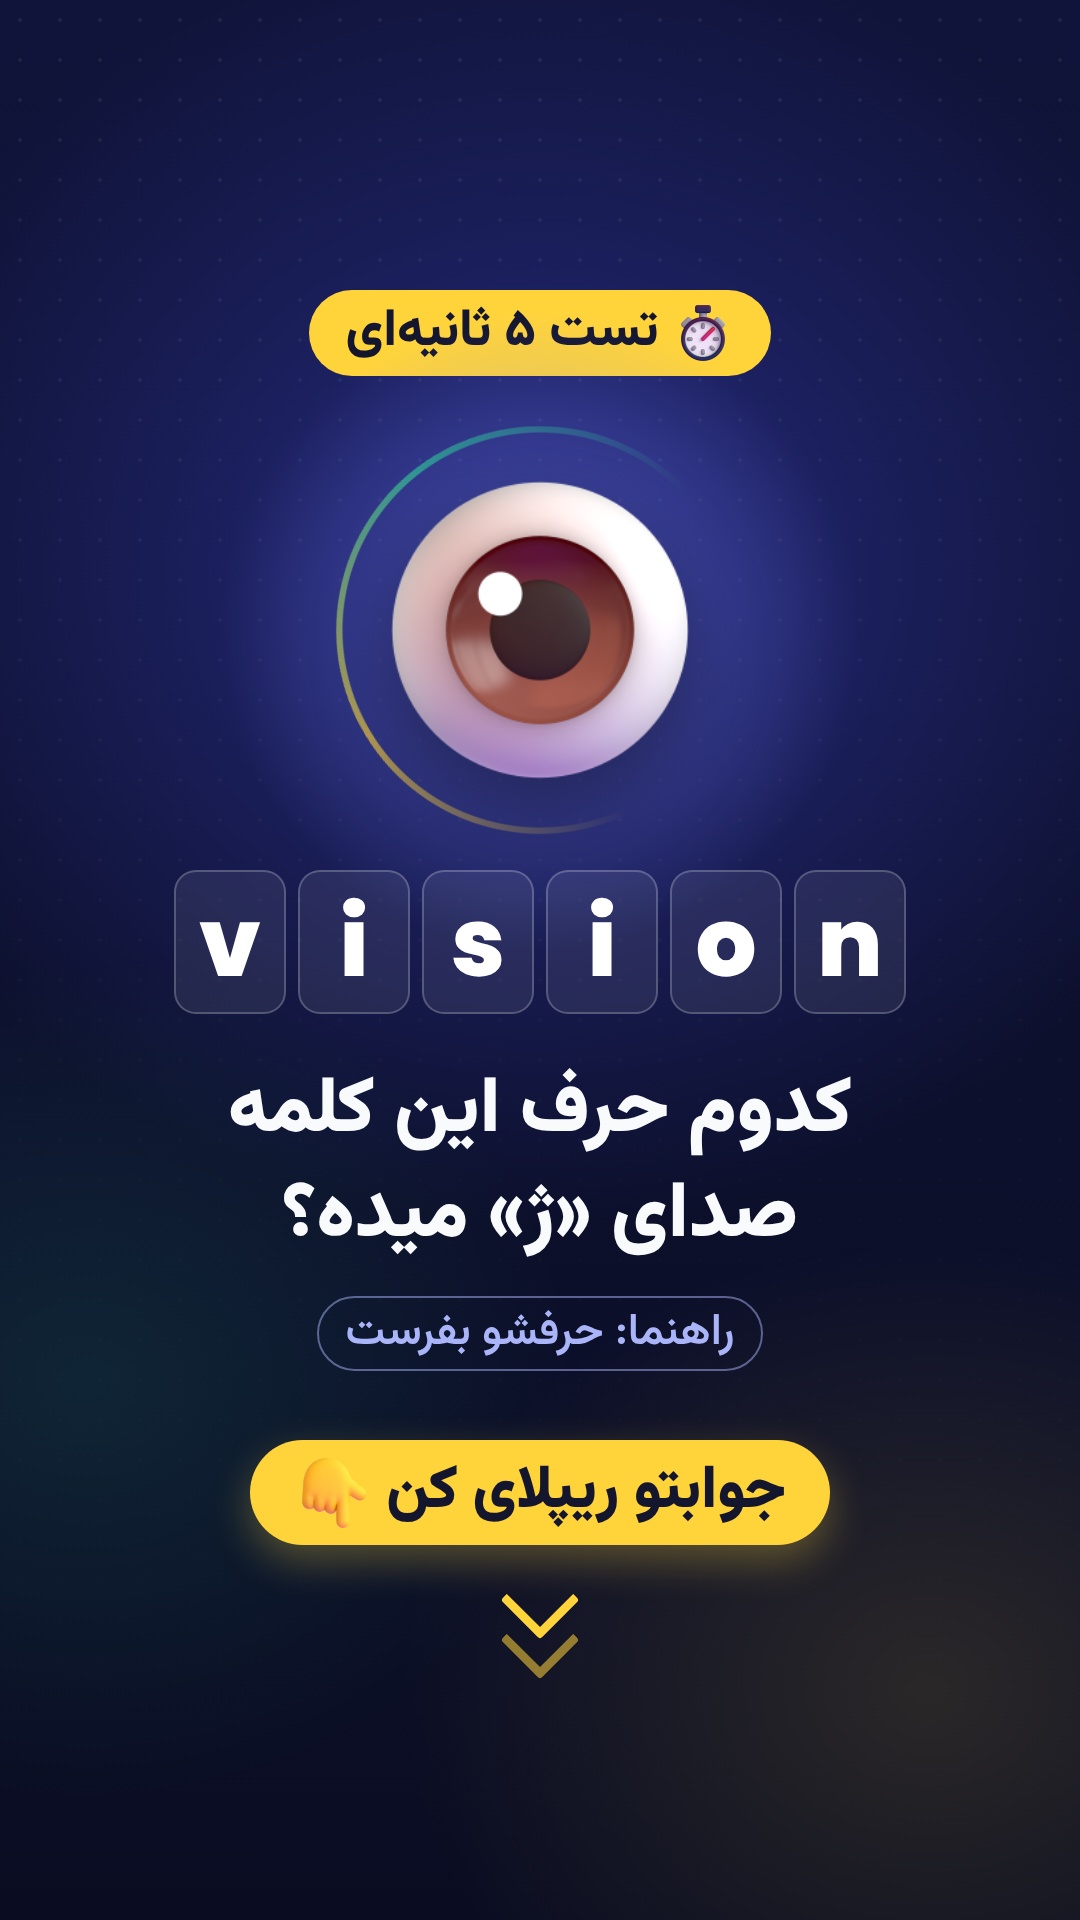 تست ۵ ثانیه‌ای
vision
کدوم حرف این کلمه
صدای «ژ» میده؟
راهنما: حرفشو بفرست
جوابتو ریپلای کن